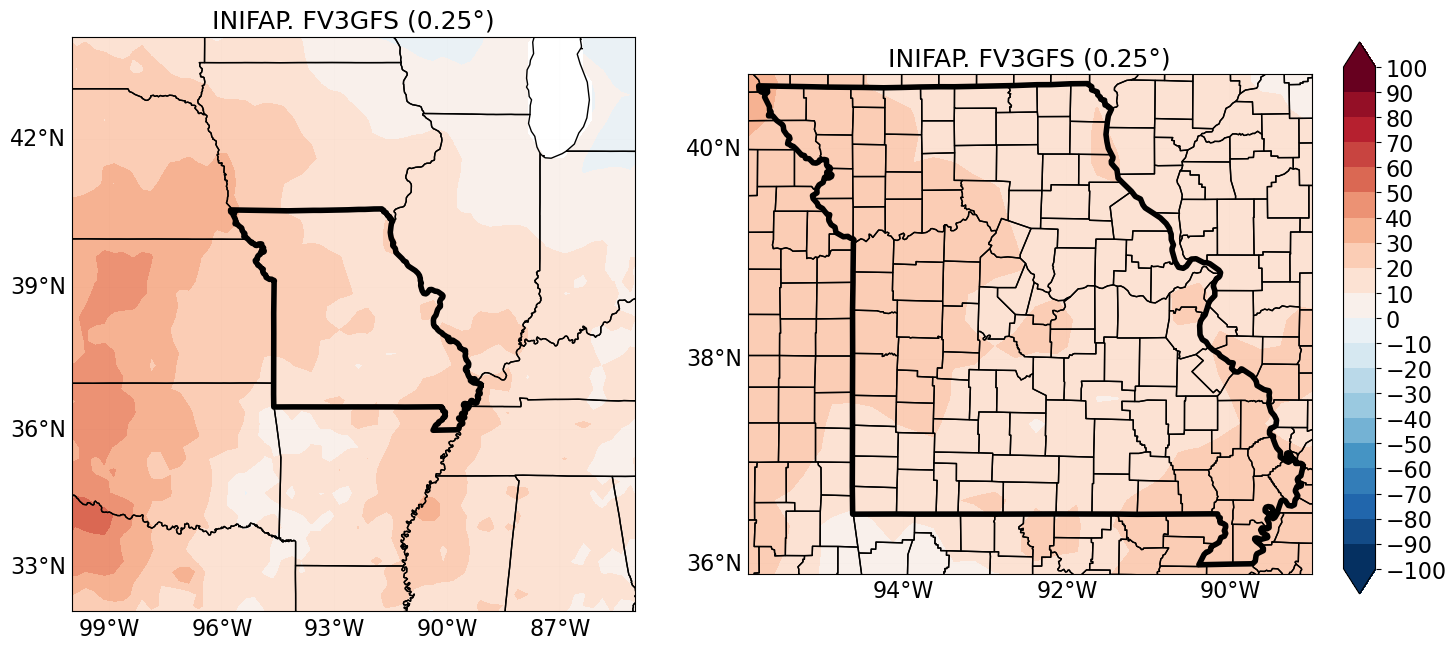 INIFAP. FV3GFS (0.25°)
42°N
39°N
36°N
33°N
99°W
96°W
93°W
90°W
87°W
INIFAP. FV3GFS (0.25°)
40°N
38°N
36°N
94°W
92°W
90°W
100
90
80
70
60
50
40
30
20
10
0
−10
−20
−30
−40
−50
−60
−70
−80
−90
−100